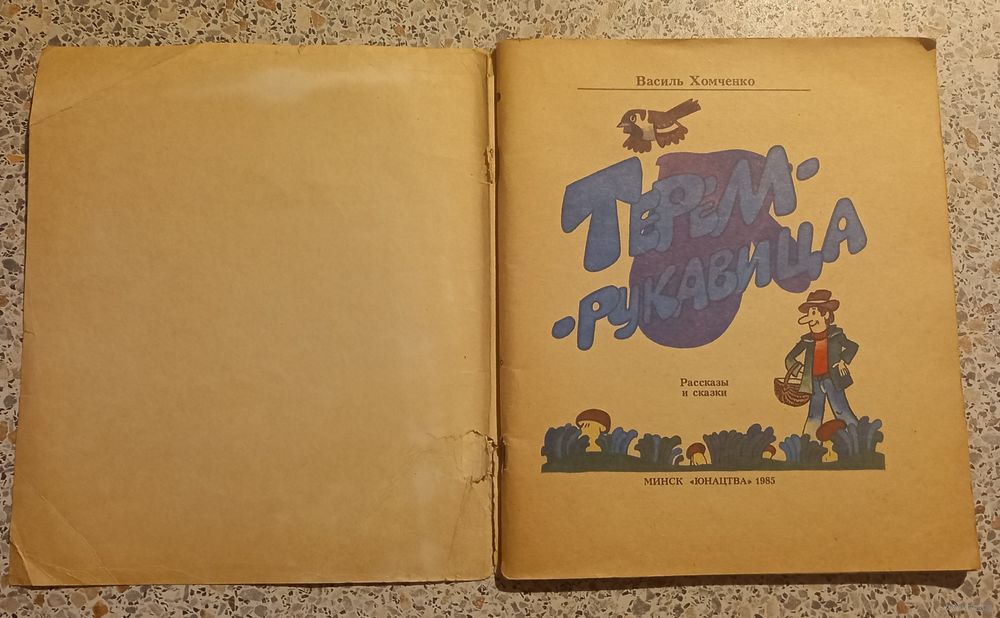 Василь Хомченко
ТЕРЕМ-
-РУКАВИЦА
Рассказы
и сказки
МИНСК «ЮНАЦТВА» 1985